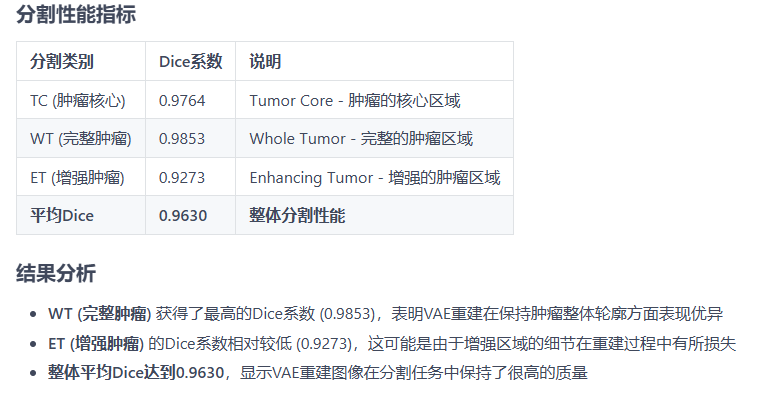 分割性能指标
分割类别 Dice系数 说明
TC (肿瘤核心) 0.9764 Tumor Core - 肿瘤的核心区域
WT (完整肿瘤) 0.9853 Whole Tumor - 完整的肿瘤区域
ET (增强肿瘤) 0.9273 Enhancing Tumor - 增强的肿瘤区域
平均Dice 0.9630 整体分割性能
结果分析
• WT (完整肿瘤) 获得了最高的Dice系数 (0.9853)，表明VAE重建在保持肿瘤整体轮廓方面表现优异
• ET (增强肿瘤) 的Dice系数相对较低 (0.9273)，这可能是由于增强区域的细节在重建过程中有所损失
• 整体平均Dice达到0.9630，显示VAE重建图像在分割任务中保持了很高的质量